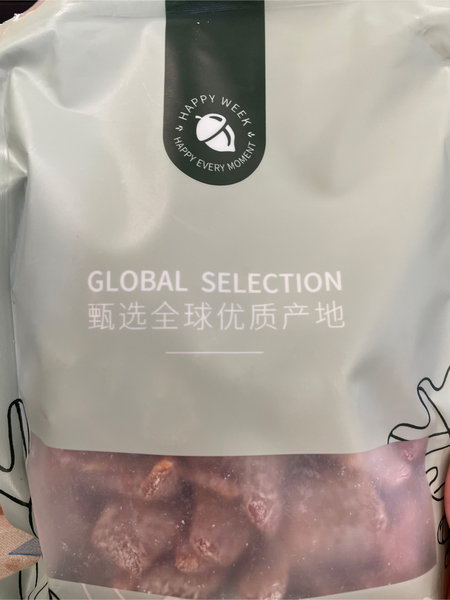 HAPPY WEEK
HAPPY EVERY MOMENT
GLOBAL SELECTION
甄选全球优质产地